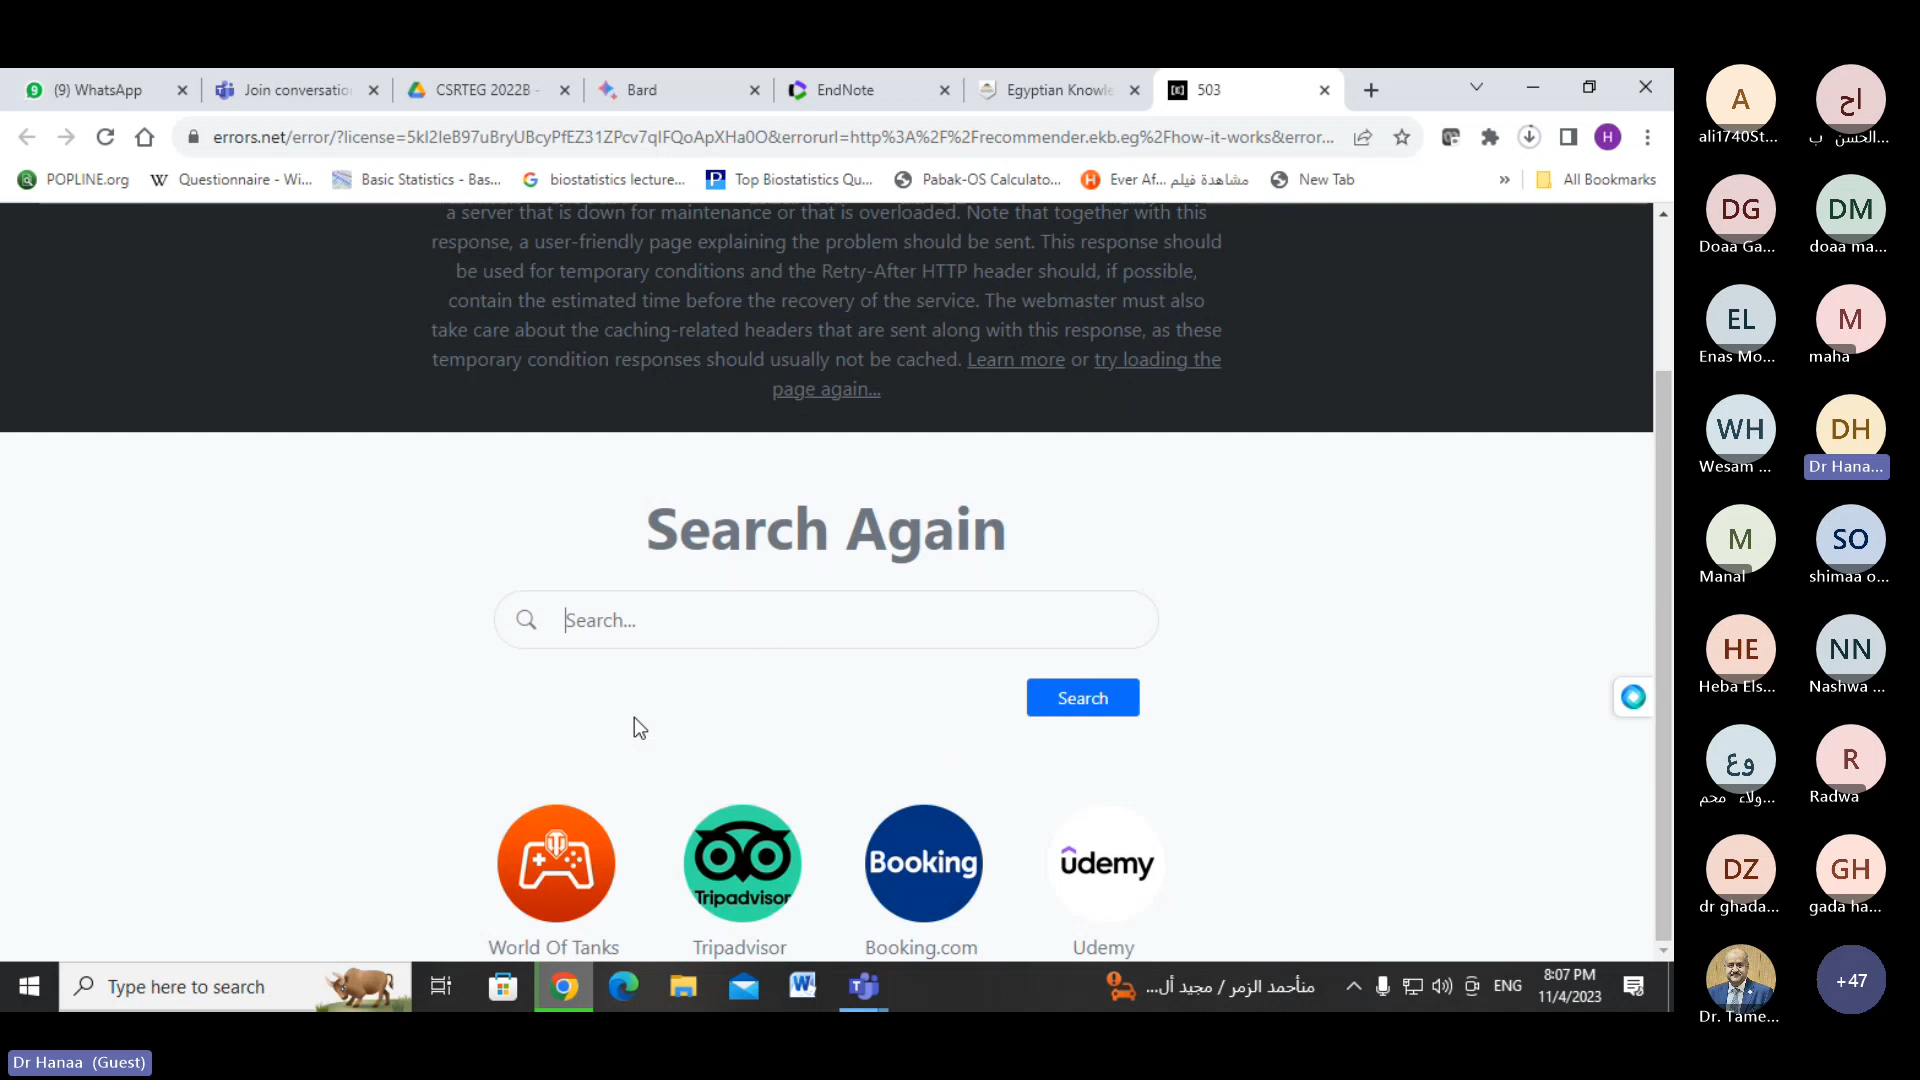 (9) WhatsApp
Join conversatio
CSRTEG 2022B -
Bard
EndNote
Egyptian Knowle
503
errors.net/error/?license=5kI2IeB97uBryUBcyPfEZ31ZPcv7qIFQoApXHa0O&errorurl=http%3A%2F%2Frecommender.ekb.eg%2Fhow-it-works&error...
H
POPLINE.org
Questionnaire - Wi...
Basic Statistics - Bas...
biostatistics lecture...
Top Biostatistics Qu...
Pabak-OS Calculato...
Ever Af... مشاهدة فيلم
New Tab
»
All Bookmarks
a server that is down for maintenance or that is overloaded. Note that together with this
response, a user-friendly page explaining the problem should be sent. This response should
be used for temporary conditions and the Retry-After HTTP header should, if possible,
contain the estimated time before the recovery of the service. The webmaster must also
take care about the caching-related headers that are sent along with this response, as these
temporary condition responses should usually not be cached. Learn more or try loading the
page again...
Search Again
Search...
Search
Tripadvisor
Booking
udemy
World Of Tanks
Tripadvisor
Booking.com
Udemy
Type here to search
منأحمد الزمر / مجيد أل...
ENG
8:07 PM
11/4/2023
A
ali1740St...
اح
الحسن ب...
DG
Doaa Ga...
DM
doaa ma...
EL
Enas Mo...
M
maha
WH
Wesam ...
DH
Dr Hana...
M
Manal
SO
shimaa o...
HE
Heba Els...
NN
Nashwa ...
وع
ولاء محم...
R
Radwa
DZ
dr ghada...
GH
gada ha...
Dr. Tame...
+47
Dr Hanaa (Guest)